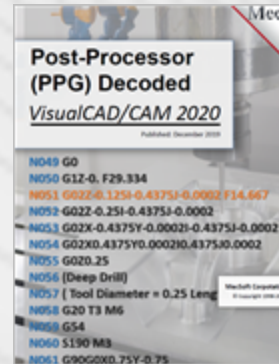 Post-Processor
(PPG) Decoded
VisualCAD/CAM 2020
Published: December 2019
N049 G0
N050 G1Z-0. F29.334
N051 G02Z-0.125I-0.4375J-0.0002 F14.667
N052 G02Z-0.25I-0.4375J-0.0002
N053 G02X-0.4375Y-0.0002I-0.4375J-0.0002
N054 G02X0.4375Y0.0002I0.4375J0.0002
N055 G0Z0.25
N056 (Deep Drill)
N057 ( Tool Diameter = 0.25 Leng
N058 G20 T3 M6
N059 G54
N060 S190 M3
N061 G90G0X0.75Y-0.75